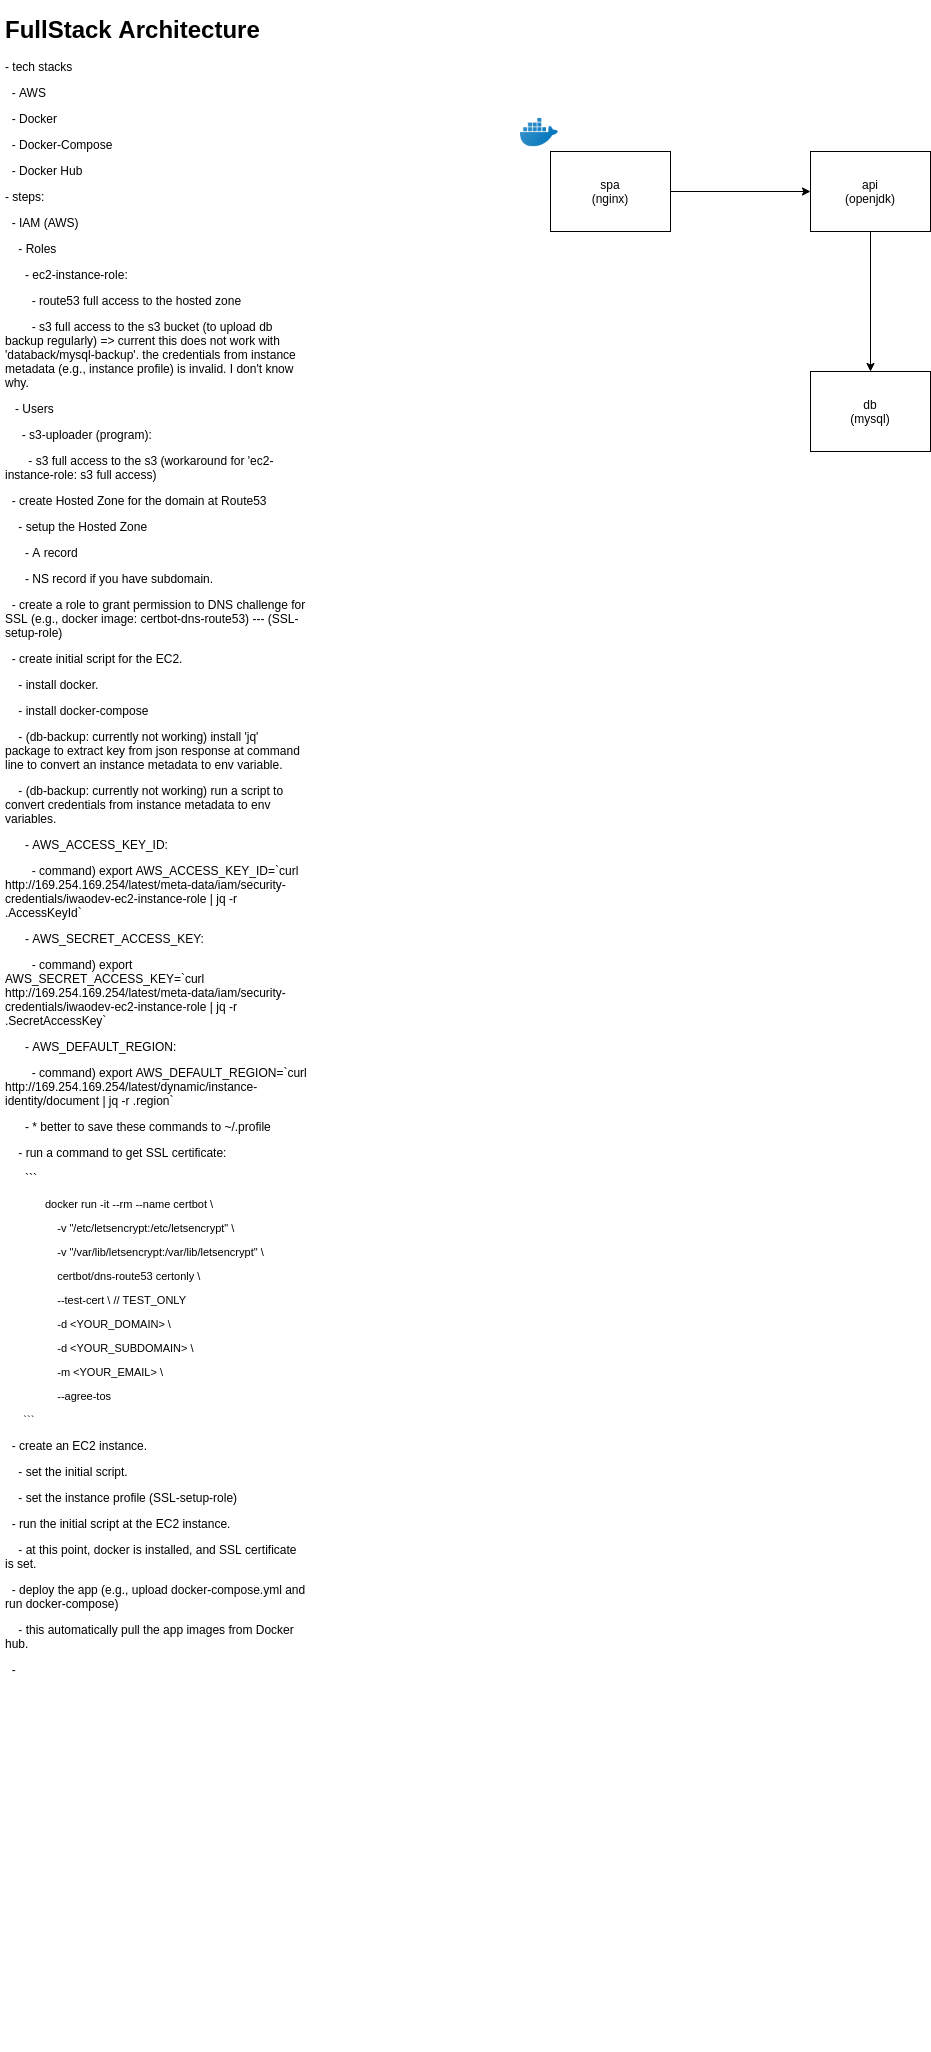 FullStack Architecture
- tech stacks
- AWS
- Docker
- Docker-Compose
- Docker Hub
- steps:
- IAM (AWS)
- Roles
- ec2-instance-role:
- route53 full access to the hosted zone
- s3 full access to the s3 bucket (to upload db
backup regularly) => current this does not work with
'databack/mysql-backup'. the credentials from instance
metadata (e.g., instance profile) is invalid. I don't know
why.
- Users
- s3-uploader (program):
- s3 full access to the s3 (workaround for 'ec2-
instance-role: s3 full access)
- create Hosted Zone for the domain at Route53
- setup the Hosted Zone
- A record
- NS record if you have subdomain.
- create a role to grant permission to DNS challenge for
SSL (e.g., docker image: certbot-dns-route53) --- (SSL-
setup-role)
- create initial script for the EC2.
- install docker.
- install docker-compose
- (db-backup: currently not working) install 'jq'
package to extract key from json response at command
line to convert an instance metadata to env variable.
- (db-backup: currently not working) run a script to
convert credentials from instance metadata to env
variables.
- AWS_ACCESS_KEY_ID:
- command) export AWS_ACCESS_KEY_ID=`curl
http://169.254.169.254/latest/meta-data/iam/security-
credentials/iwaodev-ec2-instance-role | jq -r
.AccessKeyId`
- AWS_SECRET_ACCESS_KEY:
- command) export
AWS_SECRET_ACCESS_KEY=`curl
http://169.254.169.254/latest/meta-data/iam/security-
credentials/iwaodev-ec2-instance-role | jq -r
.SecretAccessKey`
- AWS_DEFAULT_REGION:
- command) export AWS_DEFAULT_REGION=`curl
http://169.254.169.254/latest/dynamic/instance-
identity/document | jq -r .region`
- * better to save these commands to ~/.profile
- run a command to get SSL certificate:
```
docker run -it --rm --name certbot \
-v "/etc/letsencrypt:/etc/letsencrypt" \
-v "/var/lib/letsencrypt:/var/lib/letsencrypt" \
certbot/dns-route53 certonly \
--test-cert \ // TEST_ONLY
-d <YOUR_DOMAIN> \
-d <YOUR_SUBDOMAIN> \
-m <YOUR_EMAIL> \
--agree-tos
```
- create an EC2 instance.
- set the initial script.
- set the instance profile (SSL-setup-role)
- run the initial script at the EC2 instance.
- at this point, docker is installed, and SSL certificate
is set.
- deploy the app (e.g., upload docker-compose.yml and
run docker-compose)
- this automatically pull the app images from Docker
hub.
-
spa
(nginx)
api
(openjdk)
db
(mysql)